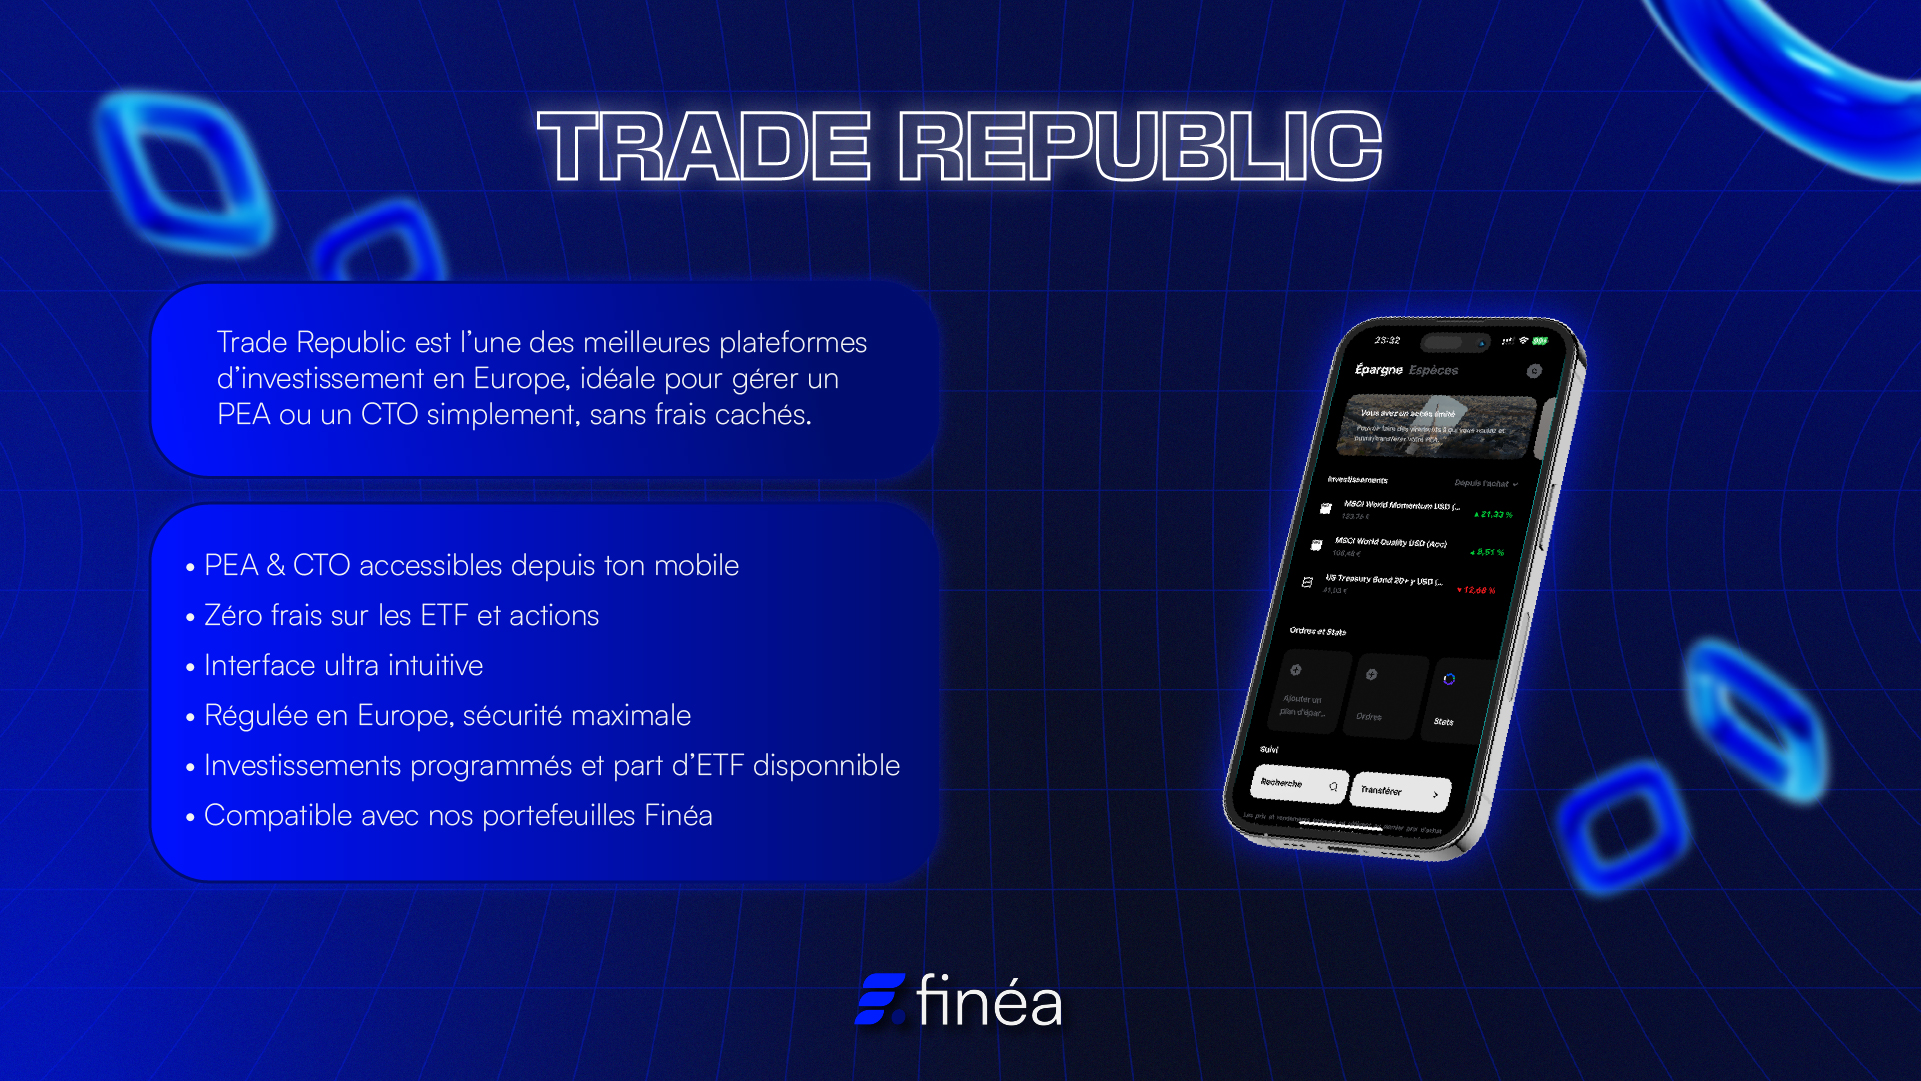 TRADE REPUBLIC
Trade Republic est l’une des meilleures plateformes
d’investissement en Europe, idéale pour gérer un
PEA ou un CTO simplement, sans frais cachés.
• PEA & CTO accessibles depuis ton mobile
• Zéro frais sur les ETF et actions
• Interface ultra intuitive
• Régulée en Europe, sécurité maximale
• Investissements programmés et part d’ETF disponnible
• Compatible avec nos portefeuilles Finéa
23:32
Épargne Espèces
Vous avez un accès limité
Investissements Depuis l'achat
MSCI World Momentum USD (... 21,33 %
MSCI World Quality USD (Acc) 8,51 %
US Treasury Bond 20+ y USD (... 12,68 %
Ordres et Stats
Ajouter un
plan d'épar...
Ordres
Stats
Suivi
Recherche
Transférer
finéa